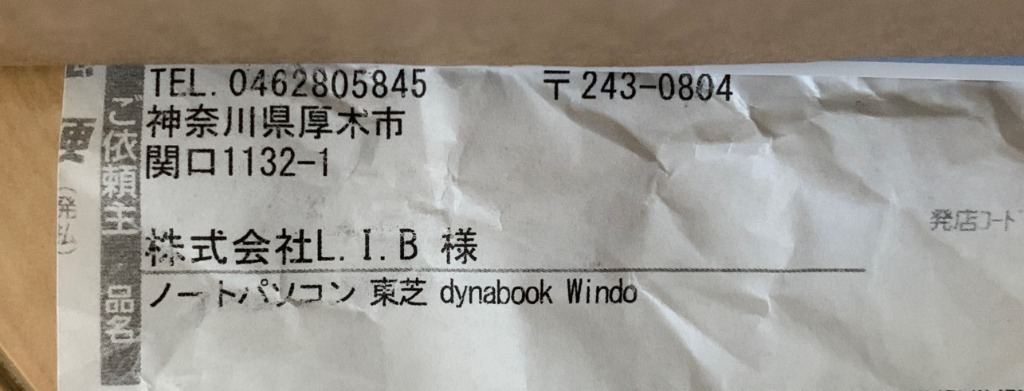 TEL. 0462805845 〒243-0804
神奈川県厚木市
関口1132-1
ご依頼主
株式会社L.I.B 様
発店コード
品名
ノートパソコン 東芝 dynabook Windo
(発払)